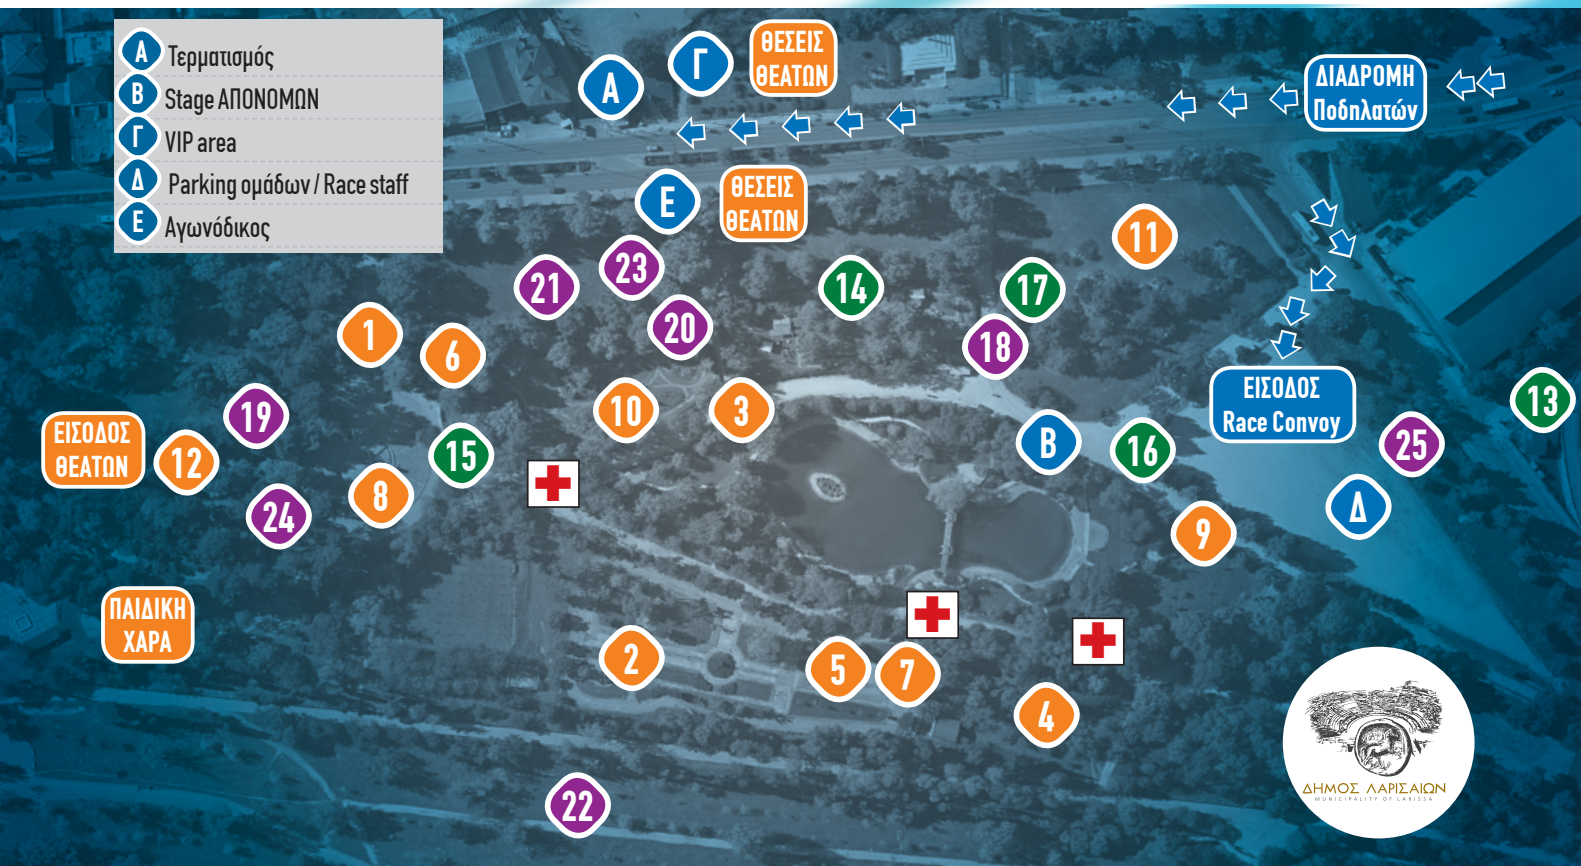 Α Τερματισμός
Β Stage ΑΠΟΝΟΜΩΝ
Γ VIP area
Δ Parking ομάδων / Race staff
Ε Αγωνόδικος
Α
Γ
ΘΕΣΕΙΣ
ΘΕΑΤΩΝ
ΔΙΑΔΡΟΜΗ
Ποδηλατών
Ε
ΘΕΣΕΙΣ
ΘΕΑΤΩΝ
11
23
21
14
17
20
1
18
6
19
10
3
ΕΙΣΟΔΟΣ
Race Convoy
13
ΕΙΣΟΔΟΣ
ΘΕΑΤΩΝ
12
15
Β
16
25
8
24
9
Δ
ΠΑΙΔΙΚΗ
ΧΑΡΑ
2
5
7
4
22
ΔΗΜΟΣ ΛΑΡΙΣΑΙΩΝ
MUNICIPALITY OF LARISSA